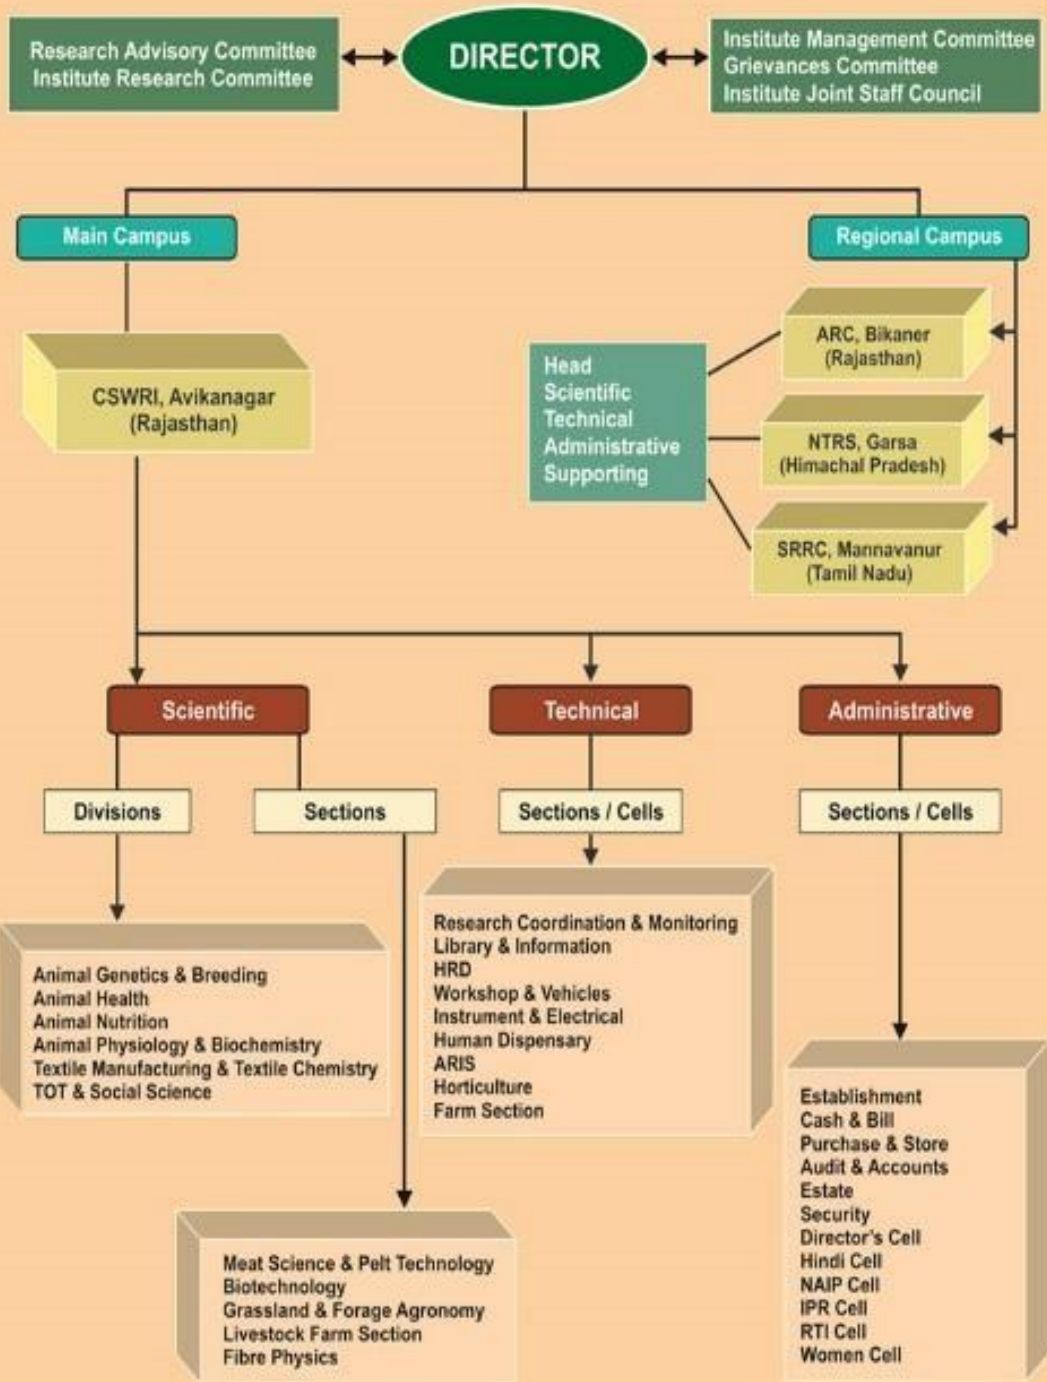 Research Advisory Committee
Institute Research Committee
DIRECTOR
Institute Management Committee
Grievances Committee
Institute Joint Staff Council
Main Campus
Regional Campus
CSWRI, Avikanagar
(Rajasthan)
Head
Scientific
Technical
Administrative
Supporting
ARC, Bikaner
(Rajasthan)
NTRS, Garsa
(Himachal Pradesh)
SRRC, Mannavanur
(Tamil Nadu)
Scientific
Technical
Administrative
Divisions
Sections
Sections / Cells
Sections / Cells
Animal Genetics & Breeding
Animal Health
Animal Nutrition
Animal Physiology & Biochemistry
Textile Manufacturing & Textile Chemistry
TOT & Social Science
Meat Science & Pelt Technology
Biotechnology
Grassland & Forage Agronomy
Livestock Farm Section
Fibre Physics
Research Coordination & Monitoring
Library & Information
HRD
Workshop & Vehicles
Instrument & Electrical
Human Dispensary
ARIS
Horticulture
Farm Section
Establishment
Cash & Bill
Purchase & Store
Audit & Accounts
Estate
Security
Director's Cell
Hindi Cell
NAIP Cell
IPR Cell
RTI Cell
Women Cell